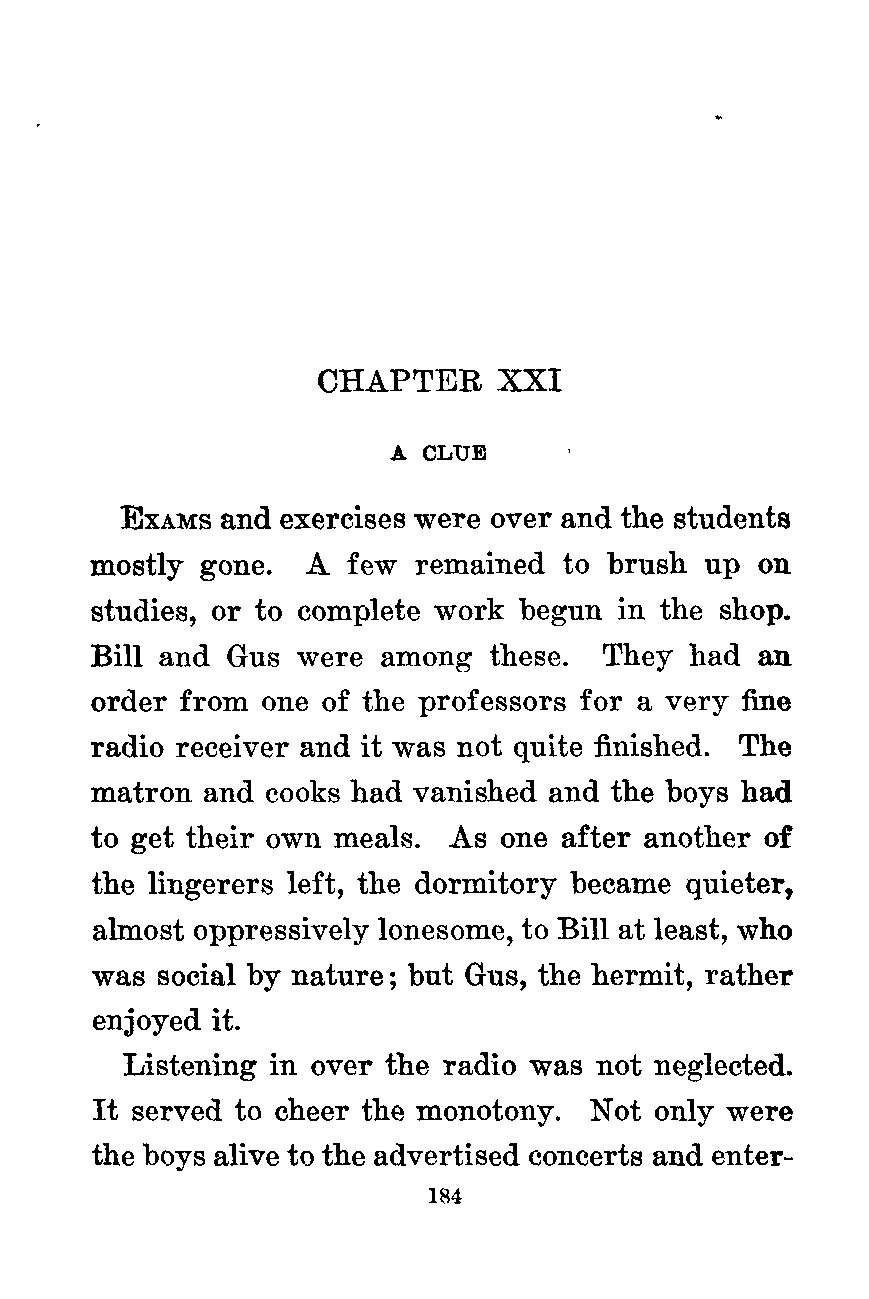 CHAPTER XXI
A CLUE
EXAMS and exercises were over and the students
mostly gone. A few remained to brush up on
studies, or to complete work begun in the shop.
Bill and Gus were among these. They had an
order from one of the professors for a very fine
radio receiver and it was not quite finished. The
matron and cooks had vanished and the boys had
to get their own meals. As one after another of
the lingerers left, the dormitory became quieter,
almost oppressively lonesome, to Bill at least, who
was social by nature; but Gus, the hermit, rather
enjoyed it.
Listening in over the radio was not neglected.
It served to cheer the monotony. Not only were
the boys alive to the advertised concerts and enter-
184